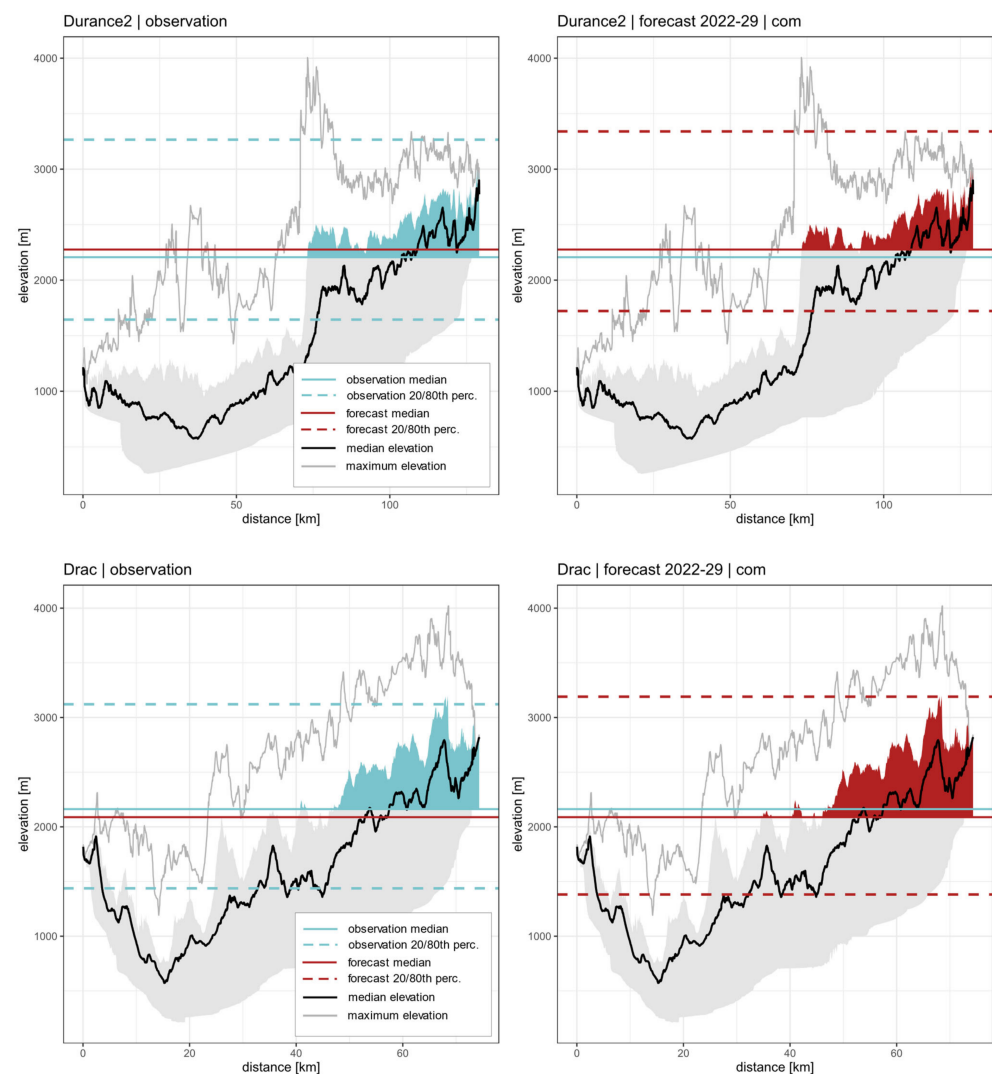 Durance2 | observation
4000
3000
2000
1000
elevation [m]
0
50
100
distance [km]
observation median
observation 20/80th perc.
forecast median
forecast 20/80th perc.
median elevation
maximum elevation
Durance2 | forecast 2022-29 | com
4000
3000
2000
1000
elevation [m]
0
50
100
distance [km]
Drac | observation
4000
3000
2000
1000
0
elevation [m]
0
20
40
60
distance [km]
observation median
observation 20/80th perc.
forecast median
forecast 20/80th perc.
median elevation
maximum elevation
Drac | forecast 2022-29 | com
4000
3000
2000
1000
0
elevation [m]
0
20
40
60
distance [km]